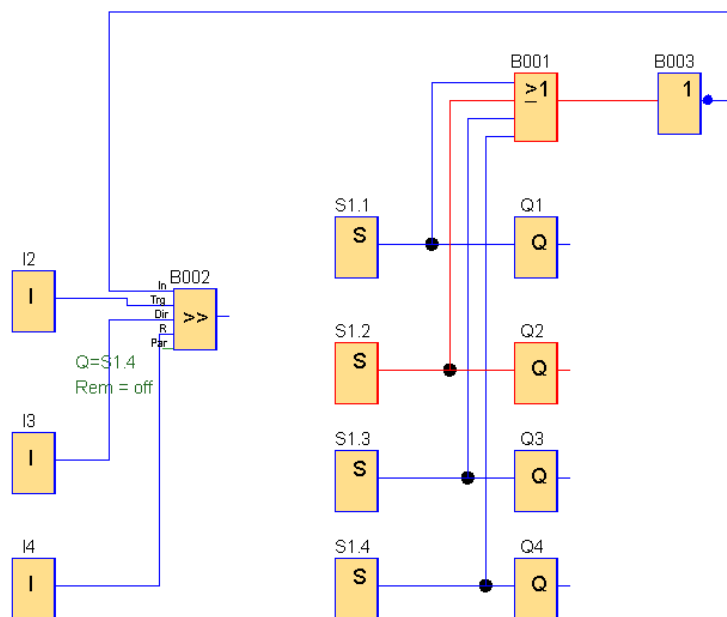 B001
≥1
B003
1
S1.1
S
Q1
Q
I2
I
B002
In
Trg
Dir
R
Par
>>
Q=S1.4
Rem = off
S1.2
S
Q2
Q
I3
I
S1.3
S
Q3
Q
I4
I
S1.4
S
Q4
Q